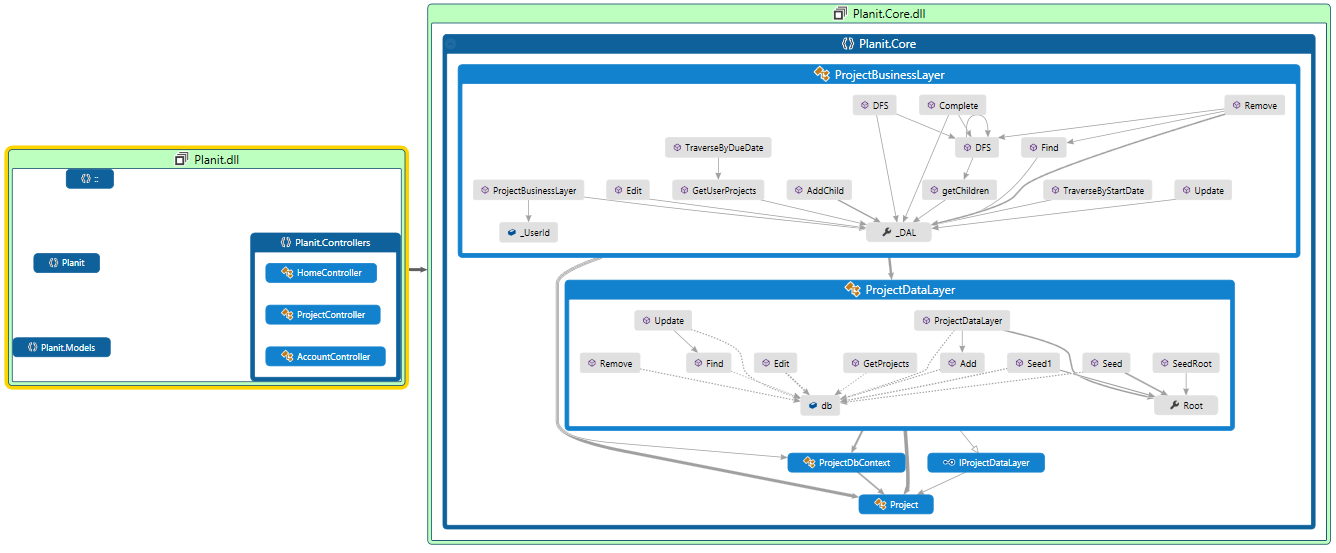 Planit.dll
::
Planit
Planit.Models
Planit.Controllers
HomeController
ProjectController
AccountController
Planit.Core.dll
Planit.Core
ProjectBusinessLayer
DFS
Complete
Remove
TraverseByDueDate
DFS
Find
ProjectBusinessLayer
Edit
GetUserProjects
AddChild
getChildren
TraverseByStartDate
Update
_UserId
_DAL
ProjectDataLayer
Update
ProjectDataLayer
Remove
Find
Edit
GetProjects
Add
Seed1
Seed
SeedRoot
db
Root
ProjectDbContext
IProjectDataLayer
Project